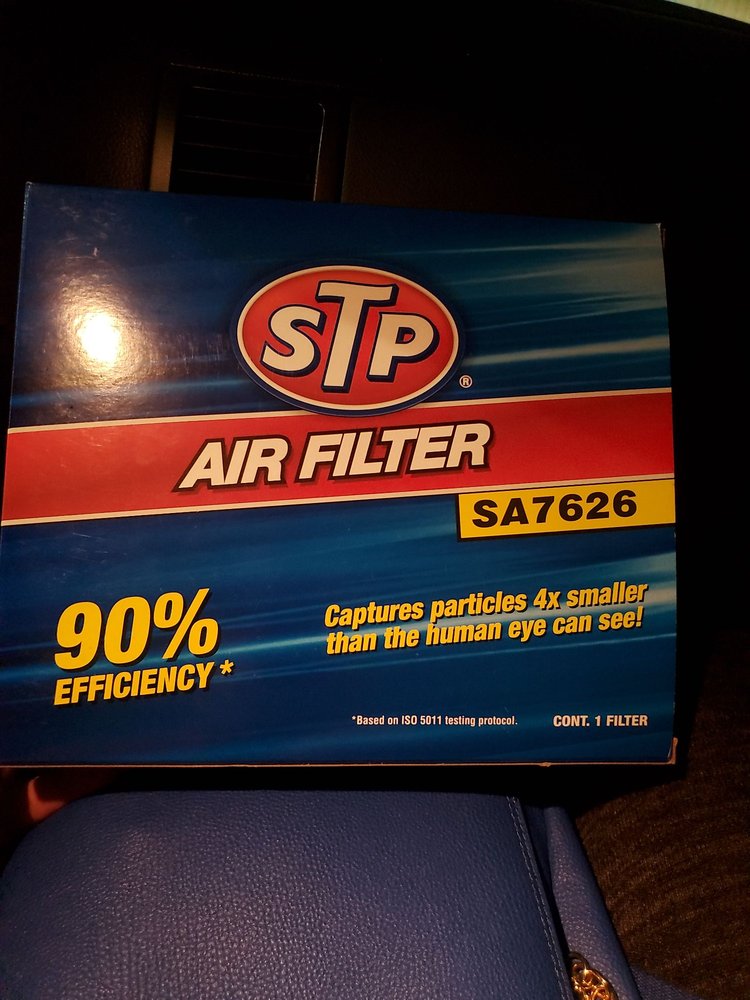 STP®
AIR FILTER
SA7626
90%
EFFICIENCY*
Captures particles 4x smaller
than the human eye can see!
*Based on ISO 5011 testing protocol.
CONT. 1 FILTER